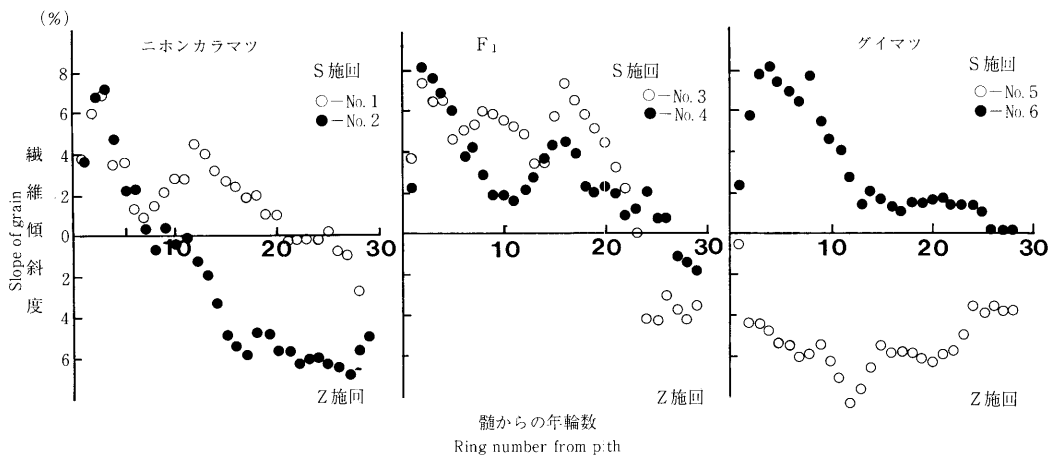 (%)
ニホンカラマツ
F₁
グイマツ
S施回
○－No. 1
●－No. 2
S施回
○－No. 3
●－No. 4
S施回
○－No. 5
●－No. 6
8
6
4
2
0
2
4
6
10
20
30
10
20
30
10
20
30
繊維傾斜度
Slope of grain
Z施回
Z施回
Z施回
髄からの年輪数
Ring number from p:th